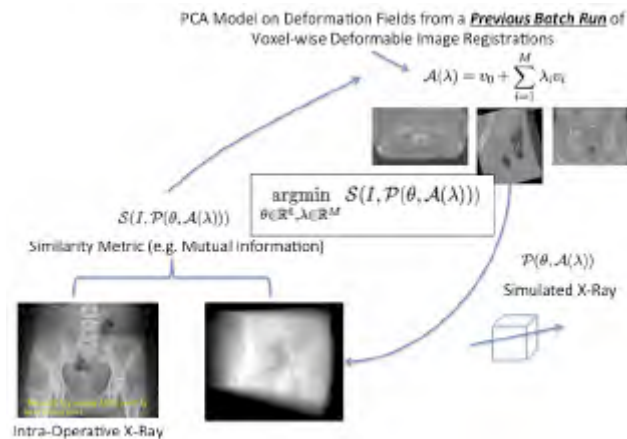 PCA Model on Deformation Fields from a Previous Batch Run of
Voxel-wise Deformable Image Registrations
A(λ) = v₀ + ∑ᵢ₌₁ᴹ λᵢvᵢ
argmin S(I, P(θ, A(λ)))
θ∈ℝ⁶,λ∈ℝᴹ
S(I, P(θ, A(λ)))
Similarity Metric (e.g. Mutual Information)
P(θ, A(λ))
Simulated X-Ray
Intra-Operative X-Ray